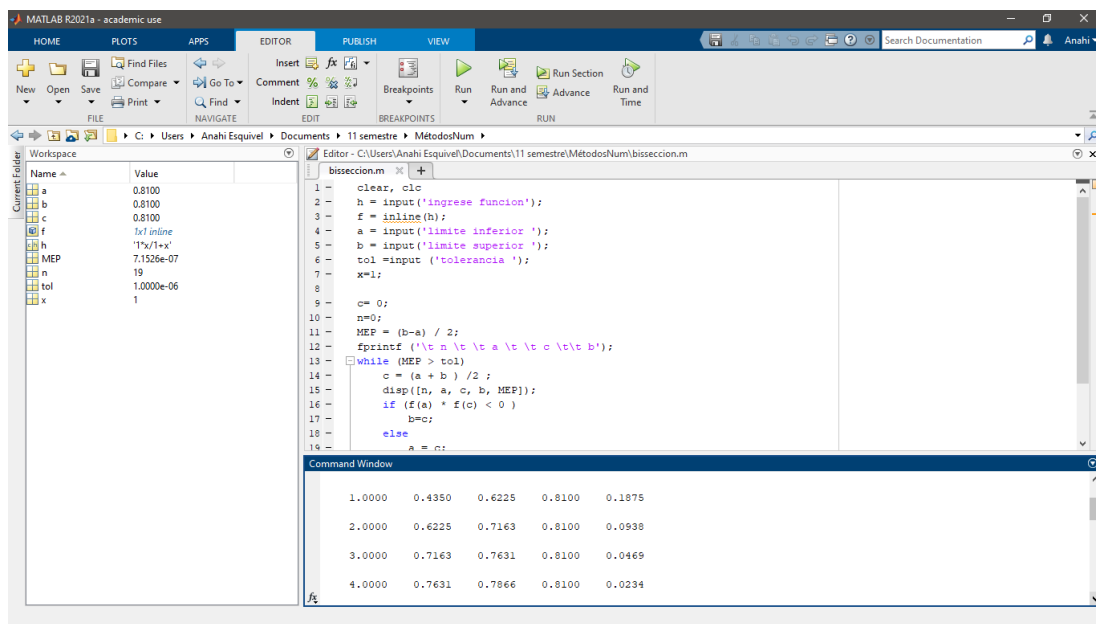 MATLAB R2021a - academic use
HOME PLOTS APPS EDITOR PUBLISH VIEW Search Documentation Anahi
New Open Save Find Files Compare Print Go To Find Insert Comment Indent fx Breakpoints Run Run and Advance Run Section Advance Run and Time
FILE NAVIGATE EDIT BREAKPOINTS RUN
C: Users Anahi Esquivel Documents 11 semestre MétodosNum
Current Folder
Workspace
Name Value
a 0.8100
b 0.8100
c 0.8100
f 1x1 inline
h '1*x/1+x'
MEP 7.1526e-07
n 19
tol 1.0000e-06
x 1
Editor - C:\Users\Anahi Esquivel\Documents\11 semestre\MétodosNum\bisseccion.m
bisseccion.m
1 - clear, clc
2 - h = input('ingrese funcion');
3 - f = inline(h);
4 - a = input('limite inferior ');
5 - b = input('limite superior ');
6 - tol =input ('tolerancia ');
7 - x=1;
8
9 - c= 0;
10 - n=0;
11 - MEP = (b-a) / 2;
12 - fprintf ('\t n \t \t a \t \t c \t\t b');
13 - while (MEP > tol)
14 - c = (a + b ) /2 ;
15 - disp([n, a, c, b, MEP]);
16 - if (f(a) * f(c) < 0 )
17 - b=c;
18 - else
19 - a = c;
Command Window
1.0000 0.4350 0.6225 0.8100 0.1875
2.0000 0.6225 0.7163 0.8100 0.0938
3.0000 0.7163 0.7631 0.8100 0.0469
4.0000 0.7631 0.7866 0.8100 0.0234
fx